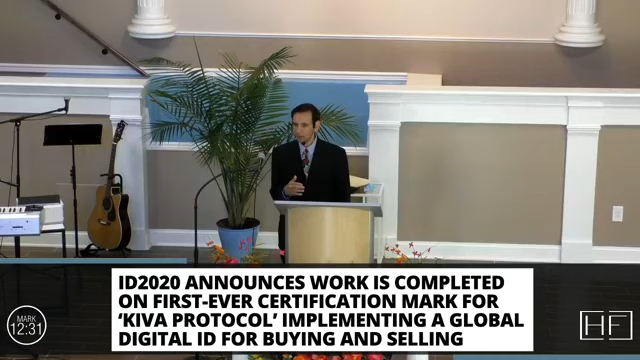 ID2020 ANNOUNCES WORK IS COMPLETED
ON FIRST-EVER CERTIFICATION MARK FOR
‘KIVA PROTOCOL’ IMPLEMENTING A GLOBAL
DIGITAL ID FOR BUYING AND SELLING
MARK
12:31
HF